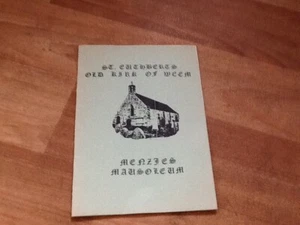 ST. CUTHBERTS
OLD KIRK OF WEEM
MENZIES
MAUSOLEUM